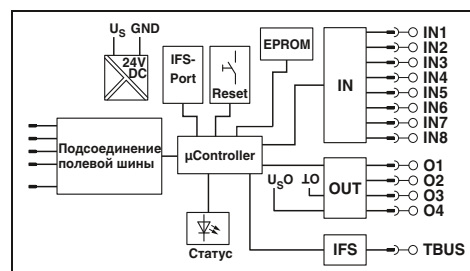 US GND
24V
DC
IFS-
Port
Reset
EPROM
IN
IN1
IN2
IN3
IN4
IN5
IN6
IN7
IN8
Подсоединение
полевой шины
µController
USO
⊥O
OUT
O1
O2
O3
O4
Статус
IFS
TBUS